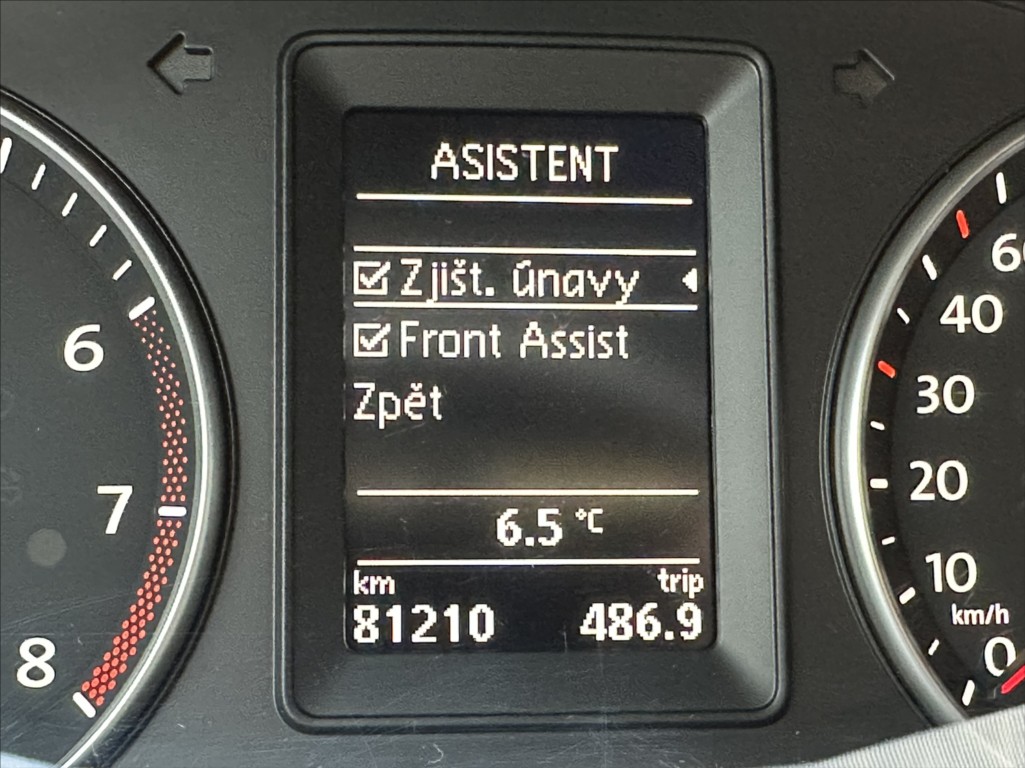 ASISTENT
Zjišt. únavy
Front Assist
Zpět
6.5 °C
km trip
81210 486.9
6
7
8
60
40
30
20
10
km/h
0